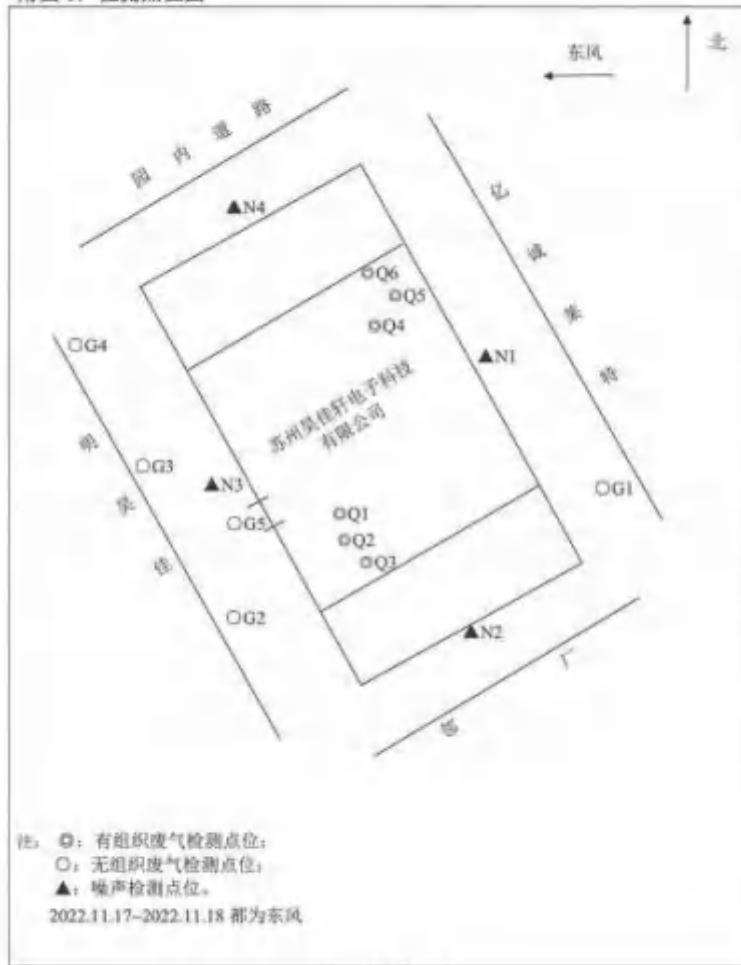 东风
北
园内道路
亿诚莱特
▲N4
◎Q6
◎Q5
◎Q4
○G4
▲N1
苏州昊佳轩电子科技
有限公司
明昊佳
○G3
▲N3
○G1
◎Q1
○G5
◎Q2
◎Q3
○G2
▲N2
邻厂
注:◎:有组织废气检测点位;
○:无组织废气检测点位;
▲:噪声检测点位。
2022.11.17~2022.11.18 都为东风